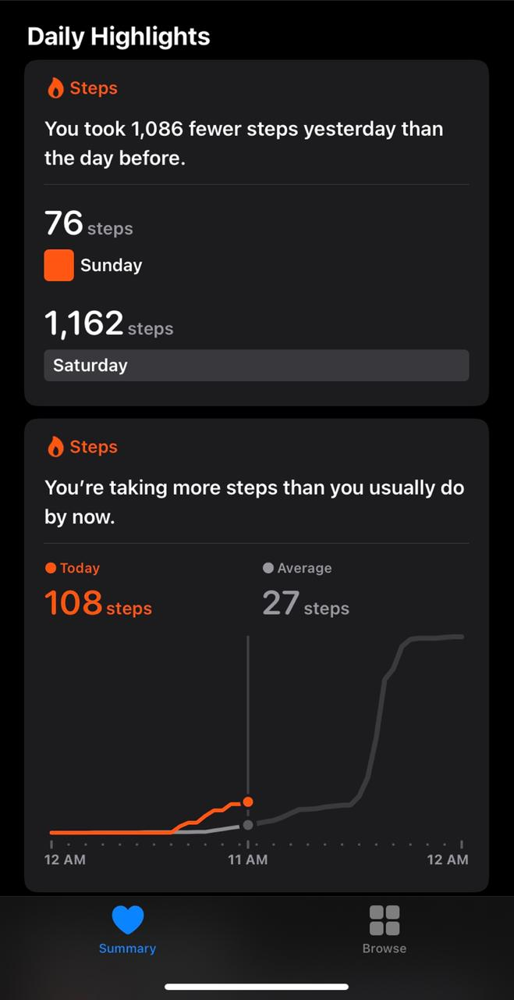 Daily Highlights
Steps
You took 1,086 fewer steps yesterday than
the day before.
76 steps
Sunday
1,162 steps
Saturday
Steps
You’re taking more steps than you usually do
by now.
Today
Average
108 steps
27 steps
12 AM
11 AM
12 AM
Summary
Browse